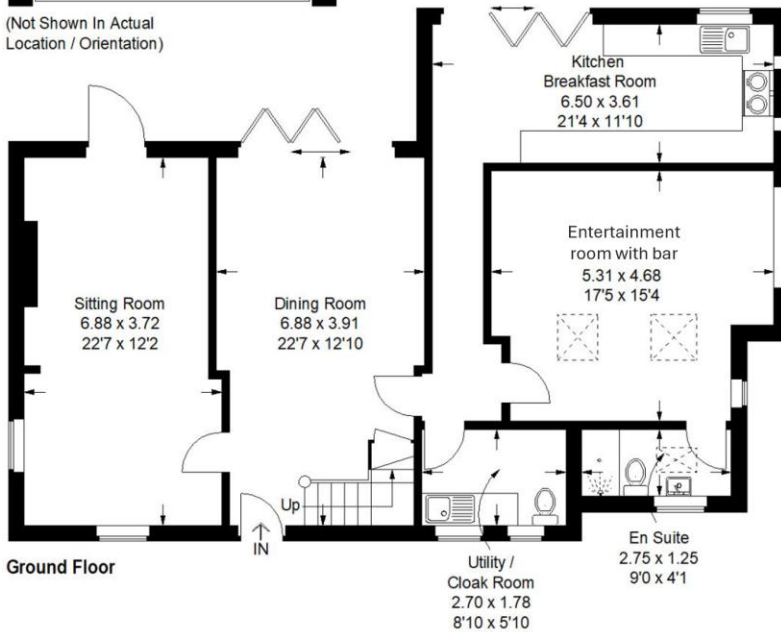 (Not Shown In Actual
Location / Orientation)
Kitchen
Breakfast Room
6.50 x 3.61
21'4 x 11'10
Entertainment
room with bar
5.31 x 4.68
17'5 x 15'4
Sitting Room
6.88 x 3.72
22'7 x 12'2
Dining Room
6.88 x 3.91
22'7 x 12'10
Up
IN
Ground Floor
Utility /
Cloak Room
2.70 x 1.78
8'10 x 5'10
En Suite
2.75 x 1.25
9'0 x 4'1